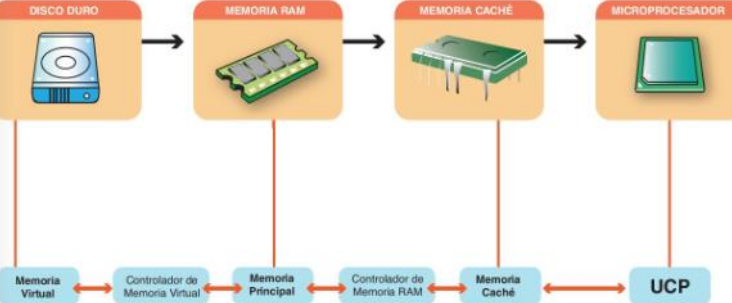 DISCO DURO
MEMORIA RAM
MEMORIA CACHÉ
MICROPROCESADOR
Memoria
Virtual
Controlador de
Memoria Virtual
Memoria
Principal
Controlador de
Memoria RAM
Memoria
Caché
UCP